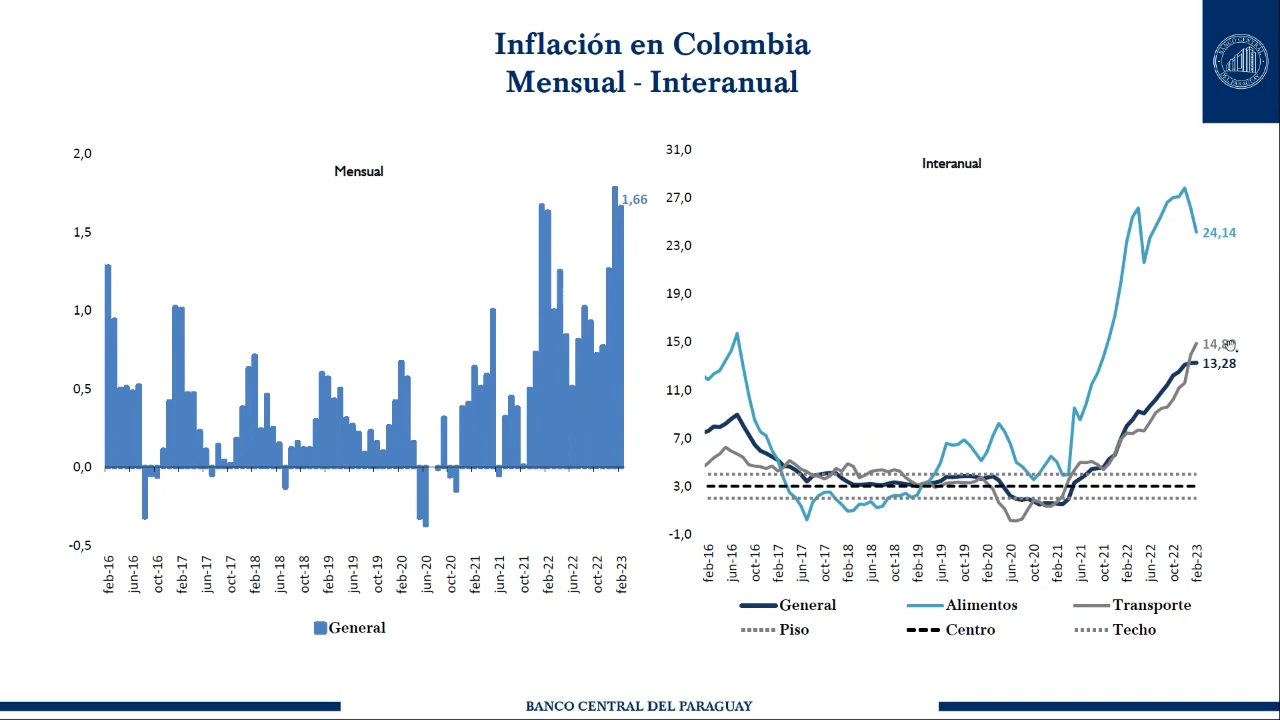 Inflación en Colombia
Mensual - Interanual
Mensual
2,0
1,5
1,0
0,5
0,0
-0,5
1,66
feb-16
jun-16
oct-16
feb-17
jun-17
oct-17
feb-18
jun-18
oct-18
feb-19
jun-19
oct-19
feb-20
jun-20
oct-20
feb-21
jun-21
oct-21
feb-22
jun-22
oct-22
feb-23
General
Interanual
31,0
27,0
23,0
19,0
15,0
11,0
7,0
3,0
-1,0
24,14
13,28
feb-16
jun-16
oct-16
feb-17
jun-17
oct-17
feb-18
jun-18
oct-18
feb-19
jun-19
oct-19
feb-20
jun-20
oct-20
feb-21
jun-21
oct-21
feb-22
jun-22
oct-22
feb-23
General Alimentos Transporte
Piso Centro Techo
BANCO CENTRAL DEL PARAGUAY